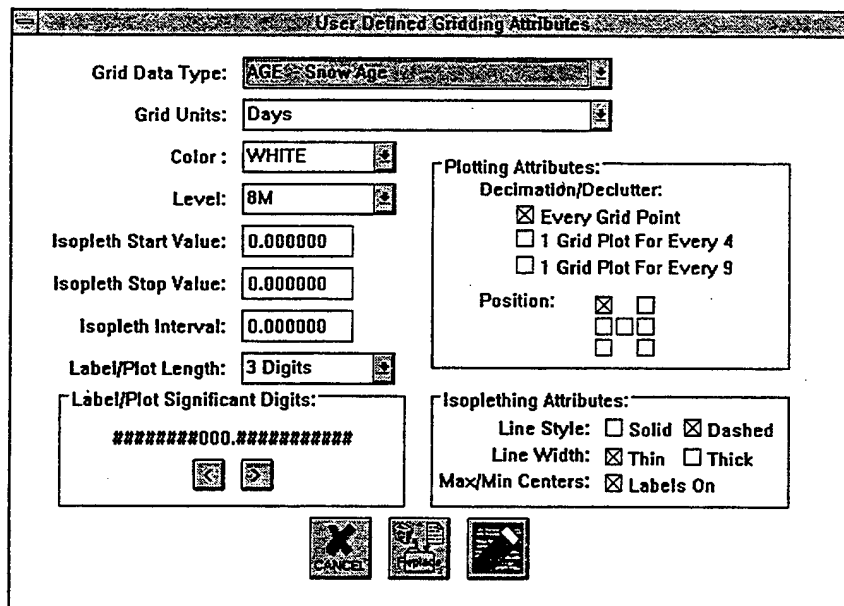 User Defined Gridding Attributes
Grid Data Type: AGE - Snow Age
Grid Units: Days
Color : WHITE
Level: 8M
Isopleth Start Value: 0.000000
Isopleth Stop Value: 0.000000
Isopleth Interval: 0.000000
Label/Plot Length: 3 Digits
Label/Plot Significant Digits:
########000.###########
< >
Plotting Attributes:
Decimation/Declutter:
Every Grid Point
1 Grid Plot For Every 4
1 Grid Plot For Every 9
Position:
Isoplething Attributes:
Line Style: Solid Dashed
Line Width: Thin Thick
Max/Min Centers: Labels On
CANCEL
Replace